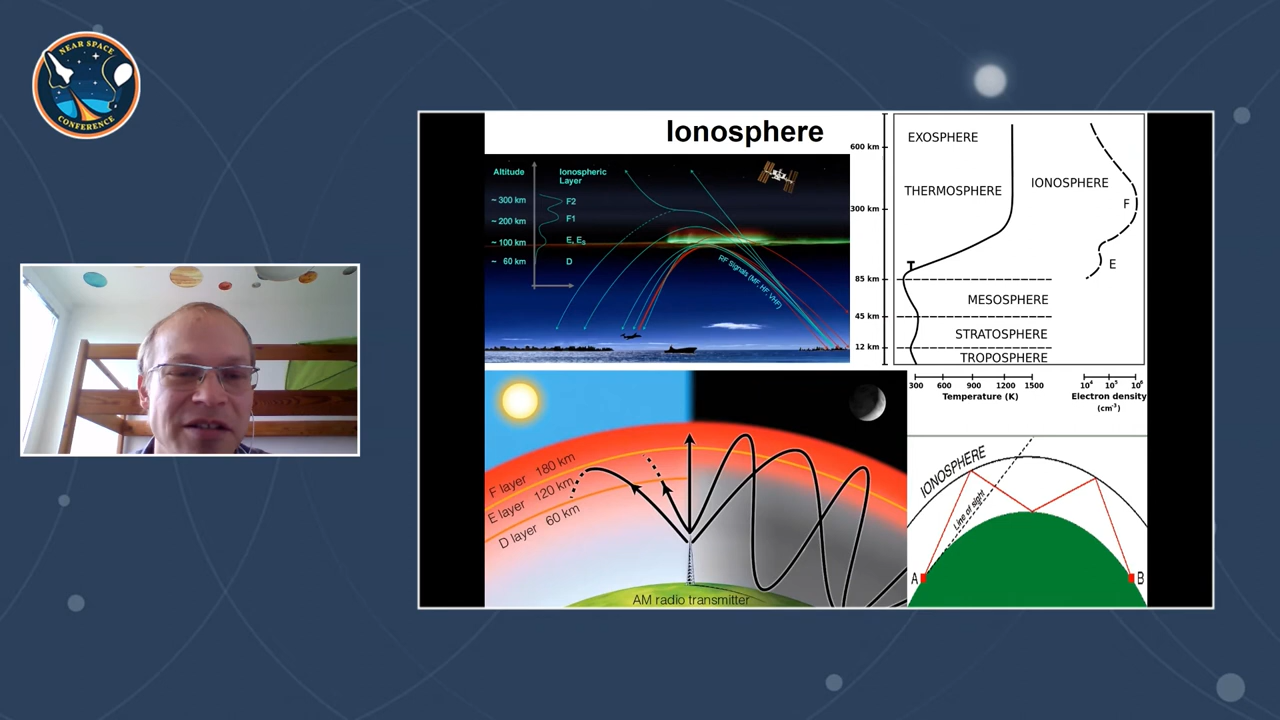 NEAR SPACE
CONFERENCE
Ionosphere
Altitude
Ionospheric
Layer
~ 300 km
F2
~ 200 km
F1
~ 100 km
E, Es
~ 60 km
D
RF Signals (MF, HF, VHF)
600 km
300 km
85 km
45 km
12 km
EXOSPHERE
THERMOSPHERE
IONOSPHERE
F
E
T
MESOSPHERE
STRATOSPHERE
TROPOSPHERE
300 600 900 1200 1500
Temperature (K)
10⁴ 10⁵ 10⁶
Electron density
(cm⁻³)
F layer 180 km
E layer 120 km
D layer 60 km
AM radio transmitter
IONOSPHERE
Line of sight
A
B